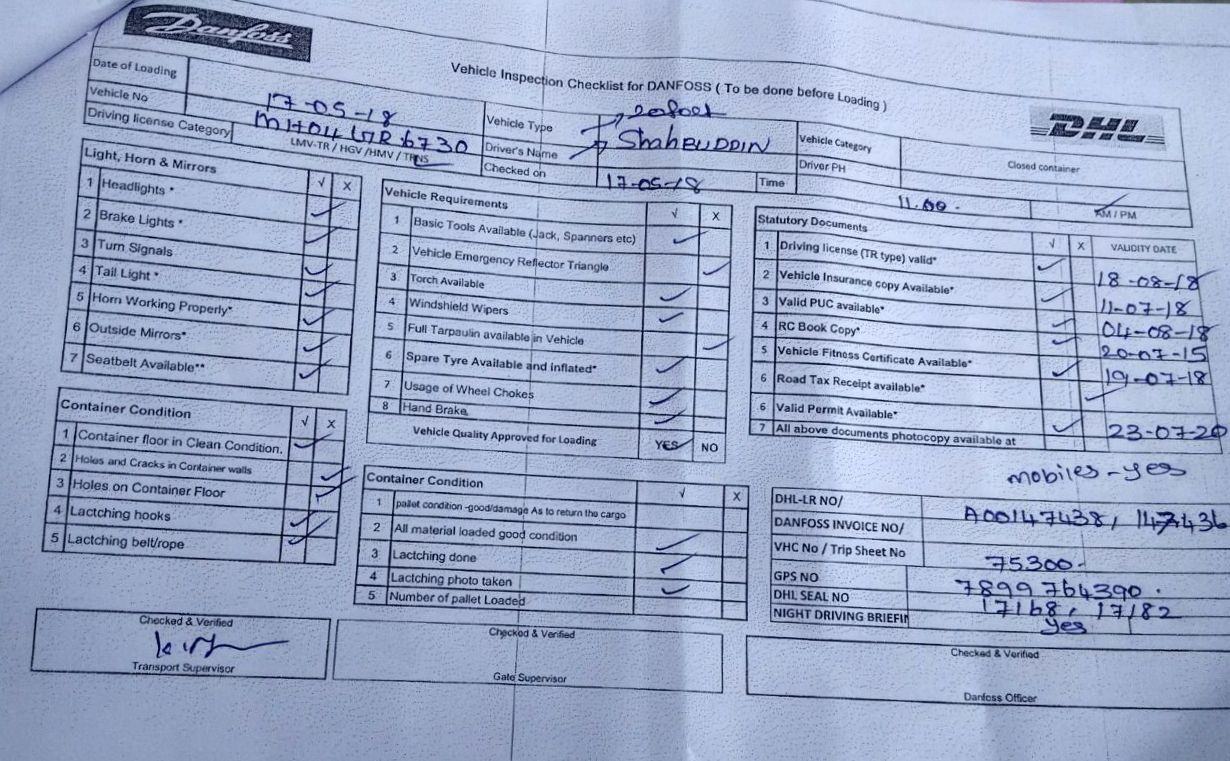 Danfoss
Vehicle Inspection Checklist for DANFOSS ( To be done before Loading )
DHL
Date of Loading 17-05-18 Vehicle Type Vehicle Category Closed container
Vehicle No Driver's Name ShahBUDDIN Driver PH
Driving license Category LMV-TR / HGV /HMV / TRNS Checked on 17-05-18 Time 11.00 AM / PM
Light, Horn & Mirrors √ X
1 Headlights *
2 Brake Lights *
3 Turn Signals
4 Tail Light *
5 Horn Working Properly*
6 Outside Mirrors*
7 Seatbelt Available**
Vehicle Requirements √ X
1 Basic Tools Available (Jack, Spanners etc)
2 Vehicle Emergency Reflector Triangle
3 Torch Available
4 Windshield Wipers
5 Full Tarpaulin available in Vehicle
6 Spare Tyre Available and inflated*
7 Usage of Wheel Chokes
8 Hand Brake
Vehicle Quality Approved for Loading YES NO
Statutory Documents √ X VALIDITY DATE
1 Driving license (TR type) valid* 18-08-18
2 Vehicle Insurance copy Available* 11-07-18
3 Valid PUC available* 04-08-18
4 RC Book Copy* 20-07-15
5 Vehicle Fitness Certificate Available* 19-07-18
6 Road Tax Receipt available*
6 Valid Permit Available* 23-07-20
7 All above documents photocopy available at
mobiles - yes
Container Condition √ X
1 Container floor in Clean Condition.
2 Holes and Cracks in Container walls
3 Holes on Container Floor
4 Lactching hooks
5 Lactching belt/rope
Container Condition √ X
1 pallet condition -good/damage As to return the cargo
2 All material loaded good condition
3 Lactching done
4 Lactching photo taken
5 Number of pallet Loaded
DHL-LR NO/ A00147438,
DANFOSS INVOICE NO/
VHC No / Trip Sheet No 75300
GPS NO 7899764390
DHL SEAL NO 17168, 17182
NIGHT DRIVING BRIEFIN yes
Checked & Verified
Transport Supervisor
Checked & Verified
Gate Supervisor
Checked & Verified
Danfoss Officer